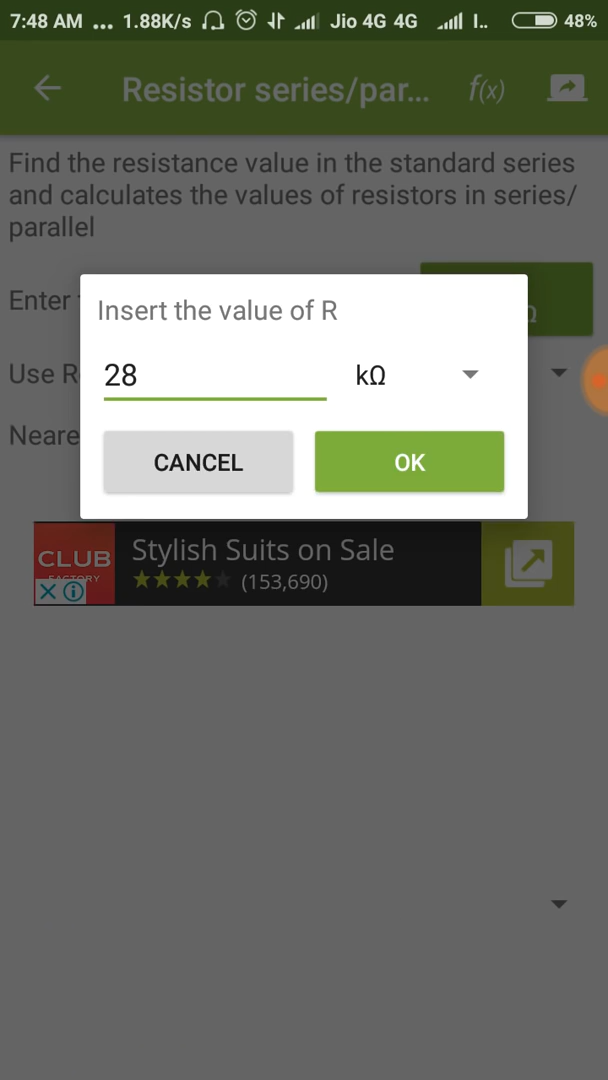 7:48 AM ... 1.88K/s Jio 4G 4G I.. 48%
Resistor series/par... f(x)
Find the resistance value in the standard series
and calculates the values of resistors in series/
parallel
Enter
Insert the value of R
28 kΩ
Use R
Neare
CANCEL OK
CLUB
FACTORY
Stylish Suits on Sale
(153,690)